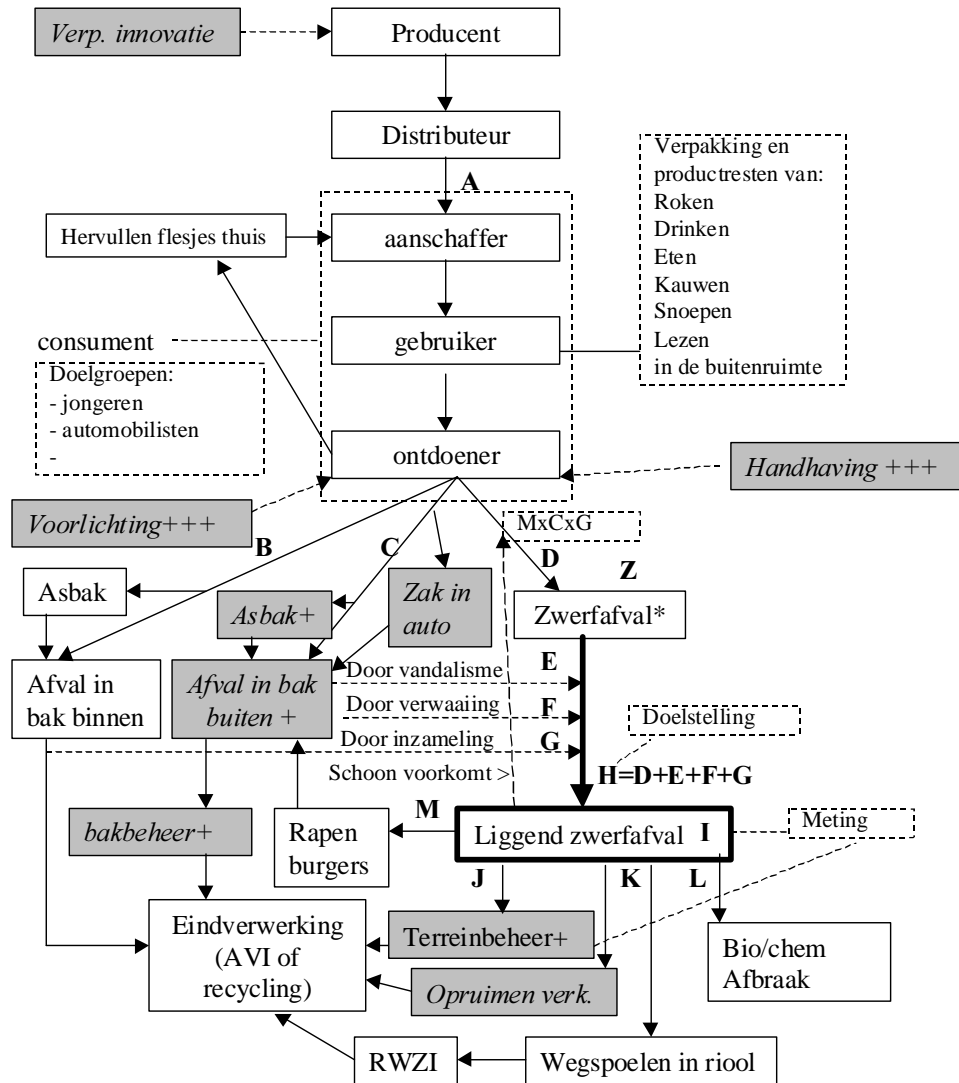 Verp. innovatie
Producent
Distributeur
A
Verpakking en
productresten van:
Roken
Drinken
Eten
Kauwen
Snoepen
Lezen
in de buitenruimte
Hervullen flesjes thuis
aanschaffer
gebruiker
consument
Doelgroepen:
- jongeren
- automobilisten
-
ontdoener
Handhaving +++
Voorlichting+++
MxCxG
B
C
D
Z
Asbak
Asbak+
Zak in
auto
Zwerfafval*
Afval in
bak binnen
Afval in bak
buiten +
Door vandalisme
E
Door verwaaiing
F
Door inzameling
G
Doelstelling
Schoon voorkomt >
H=D+E+F+G
bakbeheer+
Rapen
burgers
M
Liggend zwerfafval
I
Meting
J
K
L
Eindverwerking
(AVI of
recycling)
Terreinbeheer+
Opruimen verk.
Bio/chem
Afbraak
RWZI
Wegspoelen in riool